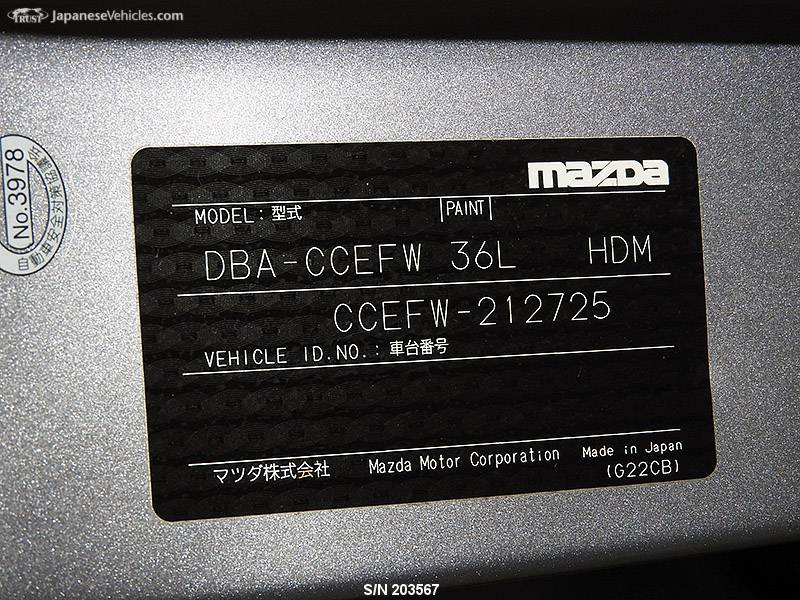 TRUST JapaneseVehicles.com
No.3978
mazda
MODEL : 型式 PAINT
DBA-CCEFW 36L HDM
CCEFW-212725
VEHICLE ID.NO. : 車台番号
マツダ株式会社 Mazda Motor Corporation Made in Japan
(G22CB)
S/N 203567